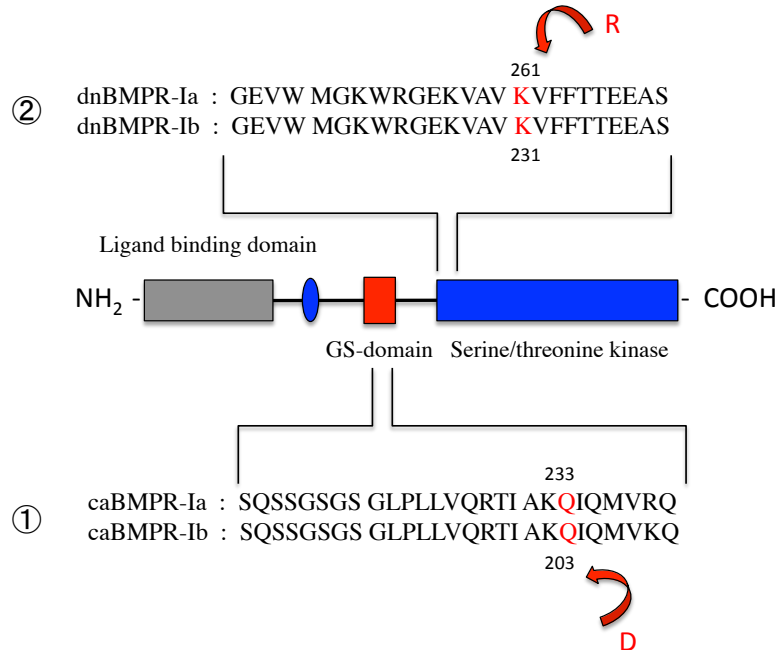 R
261
② dnBMPR-Ia : GEVW MGKWRGEKVAV KVFFTTEEAS
dnBMPR-Ib : GEVW MGKWRGEKVAV KVFFTTEEAS
231
Ligand binding domain
NH2 - - COOH
GS-domain Serine/threonine kinase
233
① caBMPR-Ia : SQSSGSGS GLPLLVQRTI AKQIQMVRQ
caBMPR-Ib : SQSSGSGS GLPLLVQRTI AKQIQMVKQ
203
D